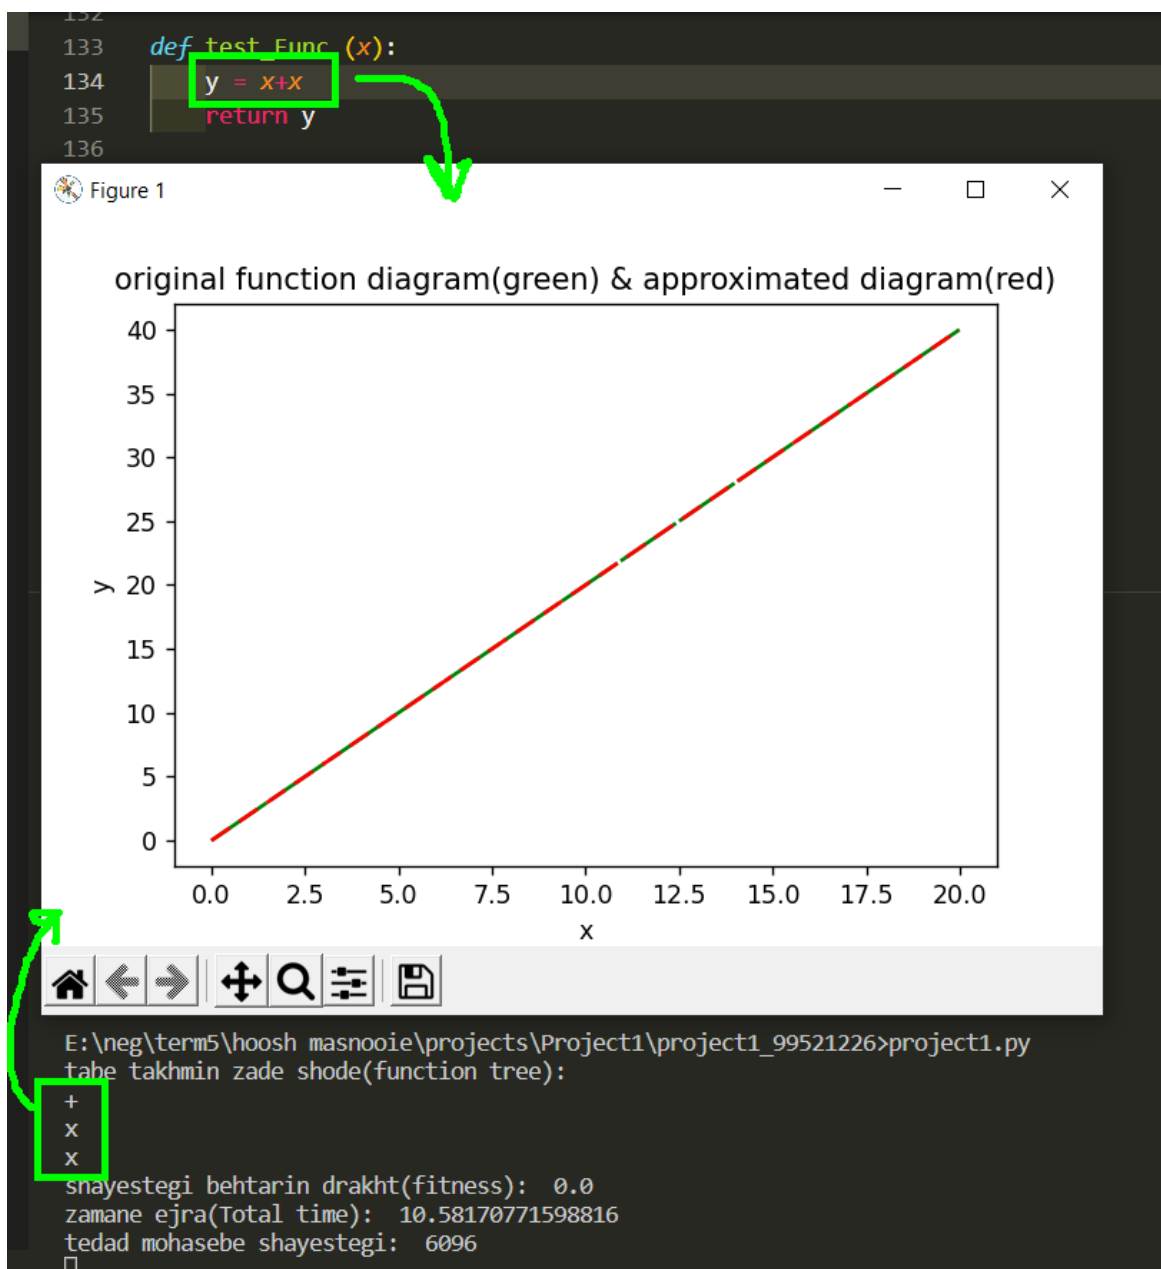 132
133 def test_Func (x):
134 y = x+x
135 return y
136
Figure 1
original function diagram(green) & approximated diagram(red)
40
35
30
25
20
15
10
5
0
y
0.0 2.5 5.0 7.5 10.0 12.5 15.0 17.5 20.0
x
E:\neg\term5\hoosh masnooie\projects\Project1\project1_99521226>project1.py
tabe takhmin zade shode(function tree):
+
x
x
shayestegi behtarin drakht(fitness): 0.0
zamane ejra(Total time): 10.58170771598816
tedad mohasebe shayestegi: 6096